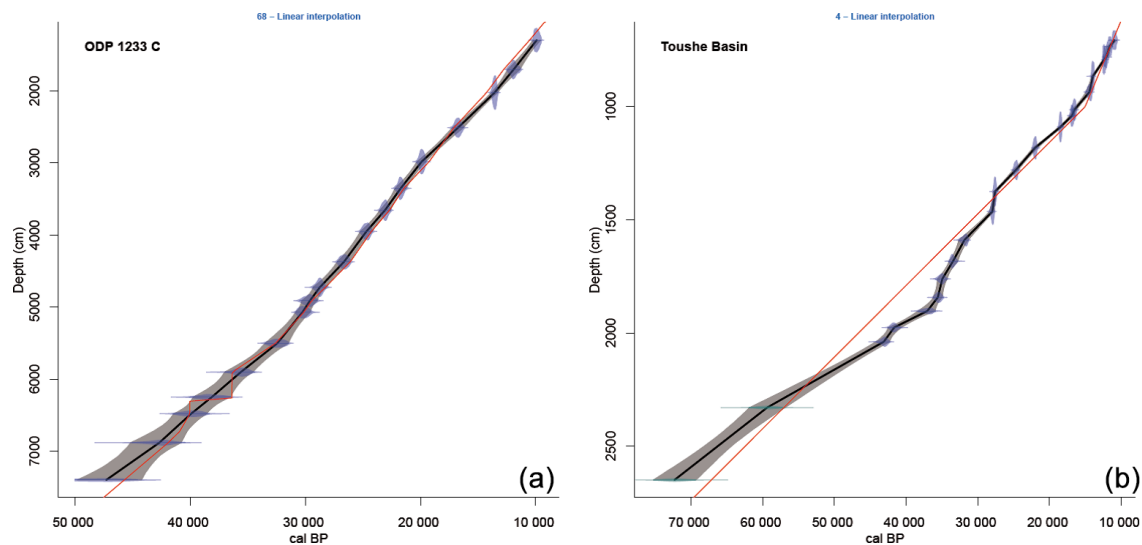 68 – Linear interpolation
ODP 1233 C
Depth (cm)
2000
3000
4000
5000
6000
7000
50 000 40 000 30 000 20 000 10 000
cal BP
(a)
4 – Linear interpolation
Toushe Basin
Depth (cm)
1000
1500
2000
2500
70 000 60 000 50 000 40 000 30 000 20 000 10 000
cal BP
(b)